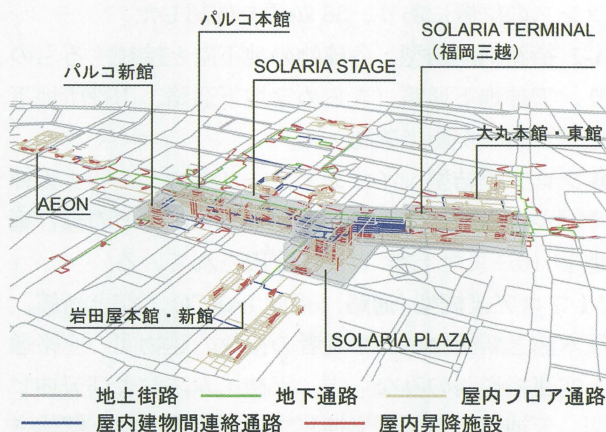 SOLARIA TERMINAL
(福岡三越)
パルコ本館
SOLARIA STAGE
パルコ新館
大丸本館・東館
AEON
岩田屋本館・新館
SOLARIA PLAZA
地上街路
地下通路
屋内フロア通路
屋内建物間連絡通路
屋内昇降施設